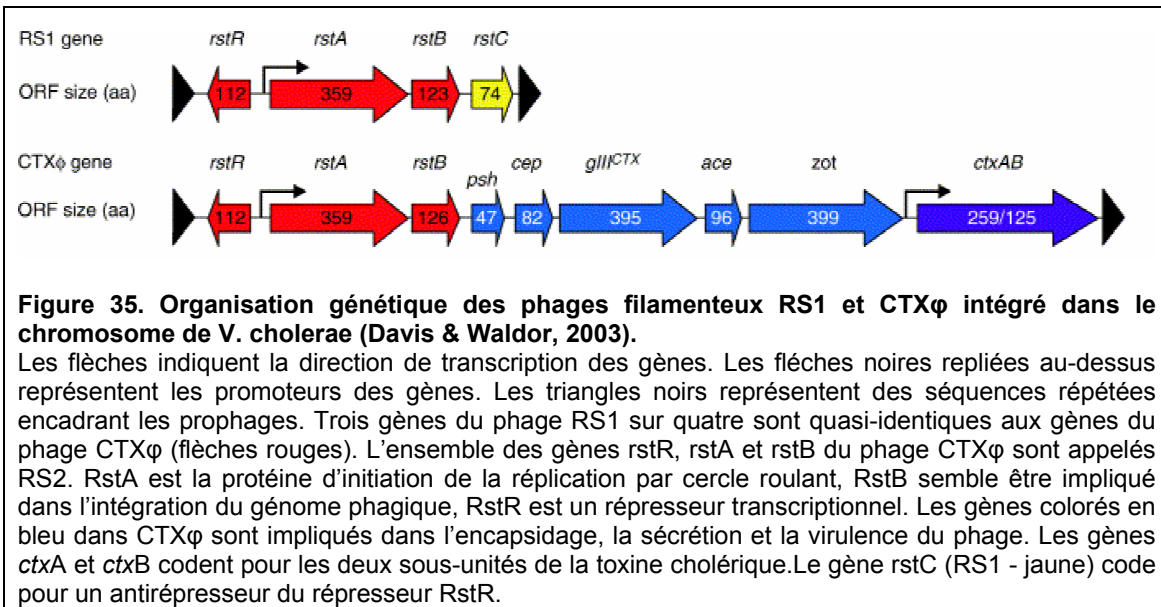 RS1 gene rstR rstA rstB rstC
ORF size (aa) 112 359 123 74
CTXϕ gene rstR rstA rstB psh cep gIII^CTX ace zot ctxAB
ORF size (aa) 112 359 126 47 82 395 96 399 259/125
Figure 35. Organisation génétique des phages filamenteux RS1 et CTXφ intégré dans le
chromosome de V. cholerae (Davis & Waldor, 2003).
Les flèches indiquent la direction de transcription des gènes. Les fléches noires repliées au-dessus
représentent les promoteurs des gènes. Les triangles noirs représentent des séquences répétées
encadrant les prophages. Trois gènes du phage RS1 sur quatre sont quasi-identiques aux gènes du
phage CTXφ (flèches rouges). L’ensemble des gènes rstR, rstA et rstB du phage CTXφ sont appelés
RS2. RstA est la protéine d’initiation de la réplication par cercle roulant, RstB semble être impliqué
dans l’intégration du génome phagique, RstR est un répresseur transcriptionnel. Les gènes colorés en
bleu dans CTXφ sont impliqués dans l’encapsidage, la sécrétion et la virulence du phage. Les gènes
ctxA et ctxB codent pour les deux sous-unités de la toxine cholérique.Le gène rstC (RS1 - jaune) code
pour un antirépresseur du répresseur RstR.